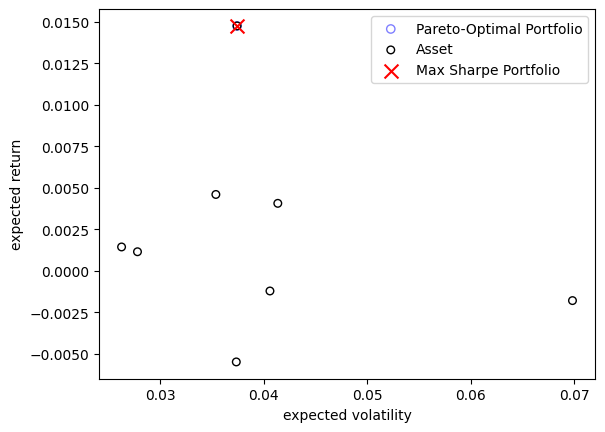 Pareto-Optimal Portfolio
Asset
Max Sharpe Portfolio
0.0150
0.0125
0.0100
0.0075
0.0050
0.0025
0.0000
−0.0025
−0.0050
expected return
0.03 0.04 0.05 0.06 0.07
expected volatility